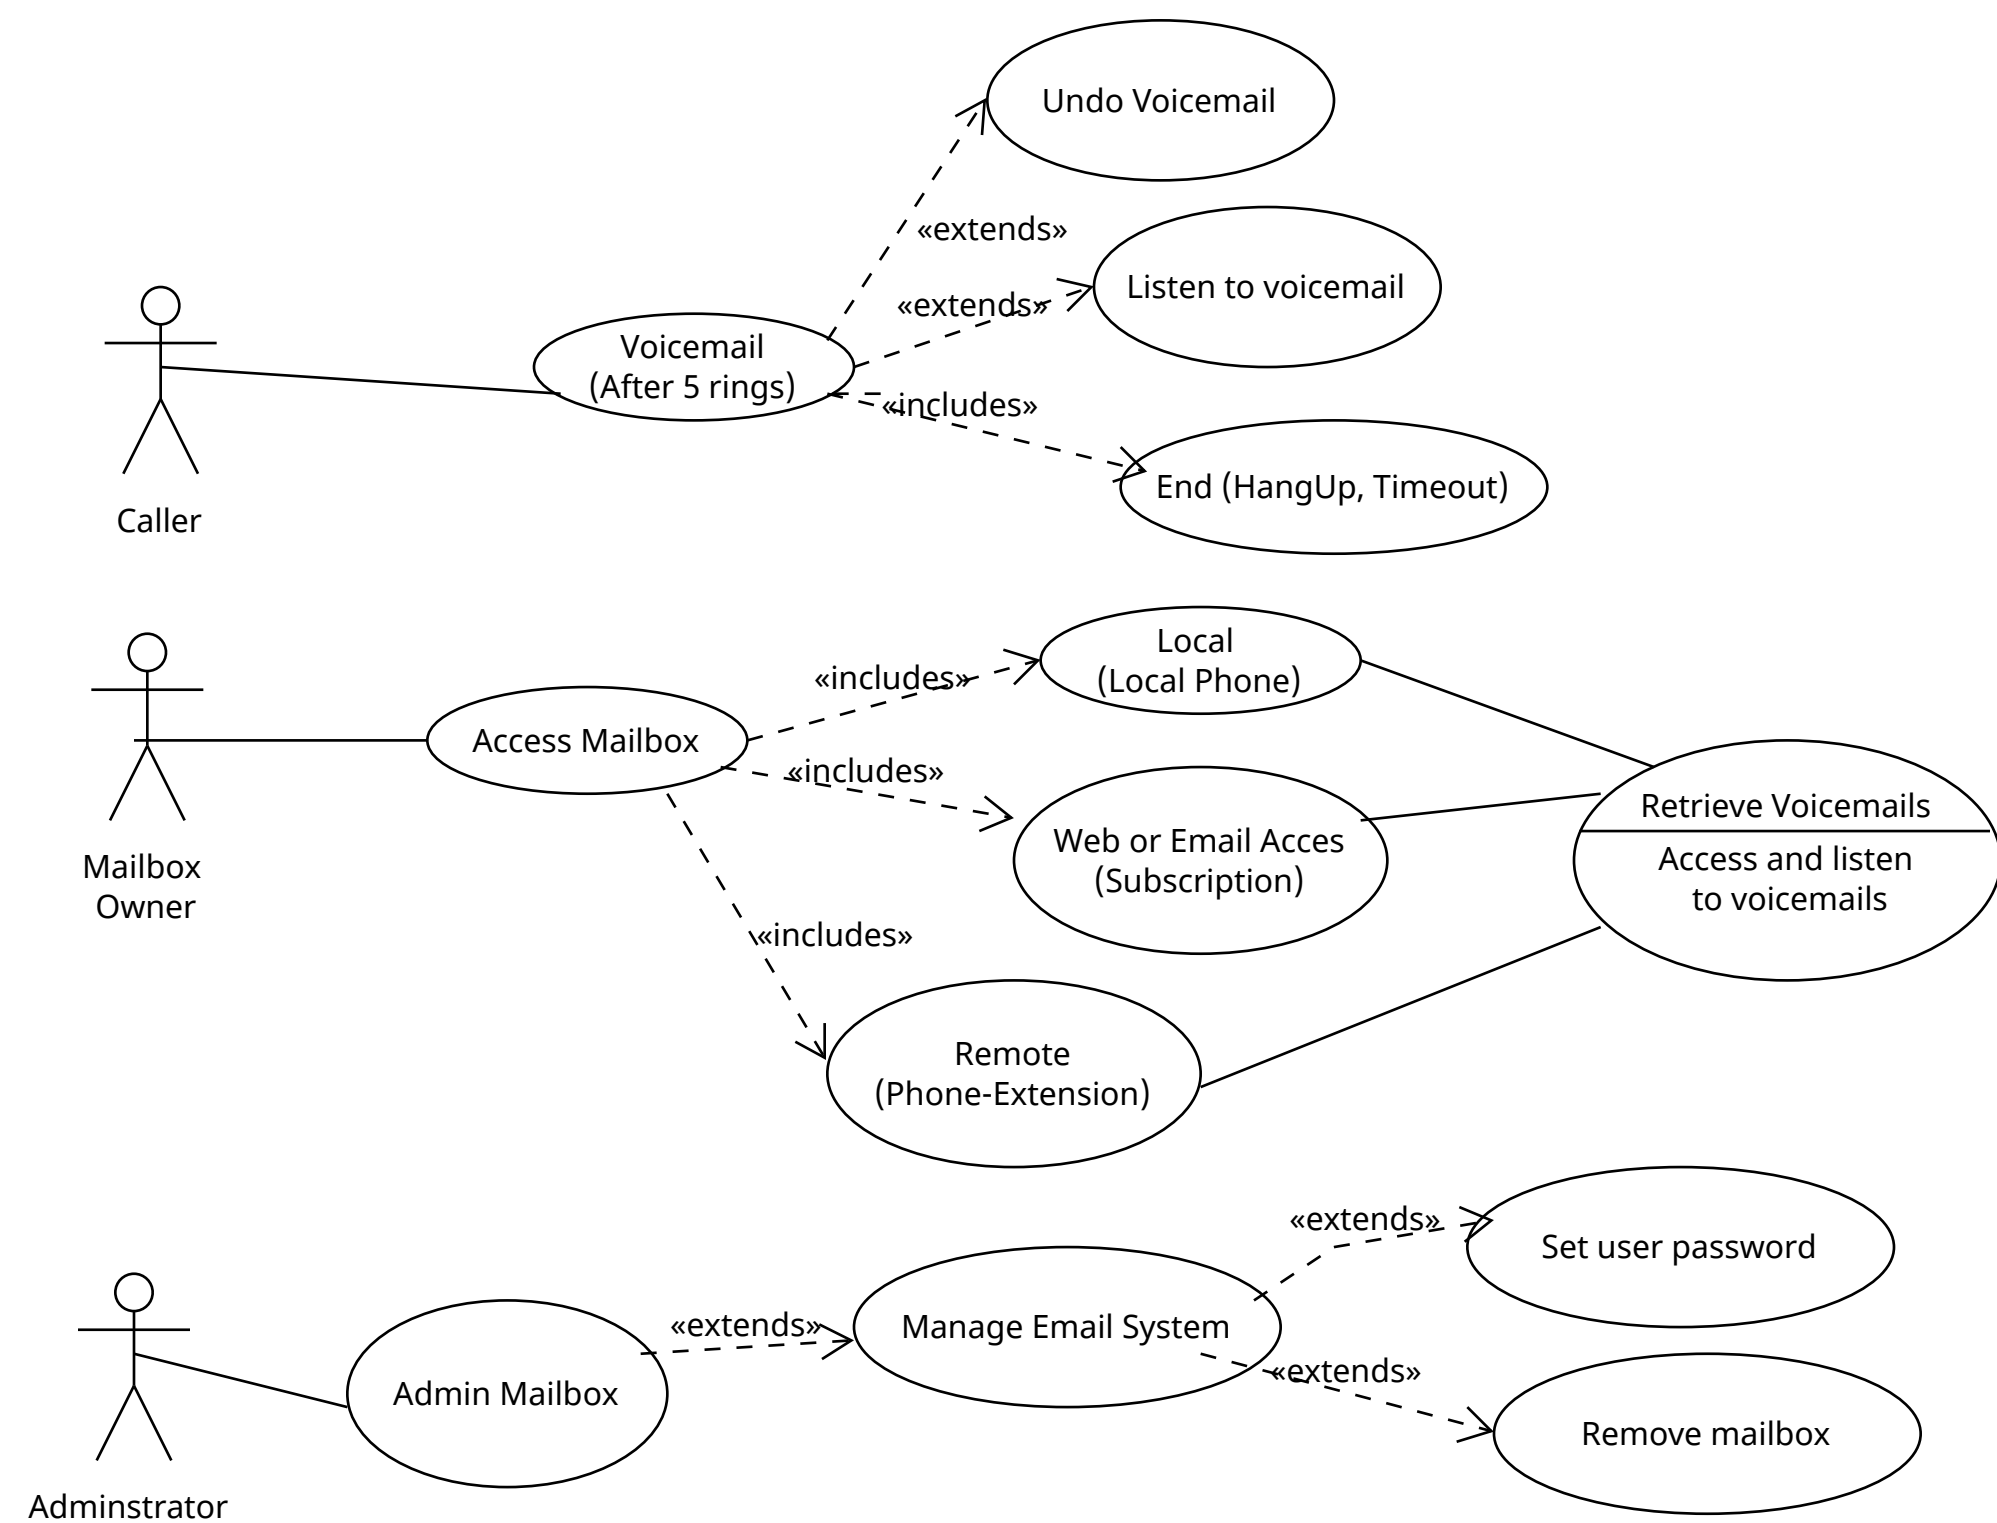 Undo Voicemail
«extends»
Listen to voicemail
«extends»
Voicemail
(After 5 rings)
«includes»
End (HangUp, Timeout)
Caller
Local
(Local Phone)
«includes»
Access Mailbox
«includes»
Web or Email Acces
(Subscription)
Retrieve Voicemails
Access and listen
to voicemails
Mailbox
Owner
«includes»
Remote
(Phone-Extension)
«extends»
Set user password
«extends»
Manage Email System
«extends»
Admin Mailbox
Remove mailbox
Adminstrator